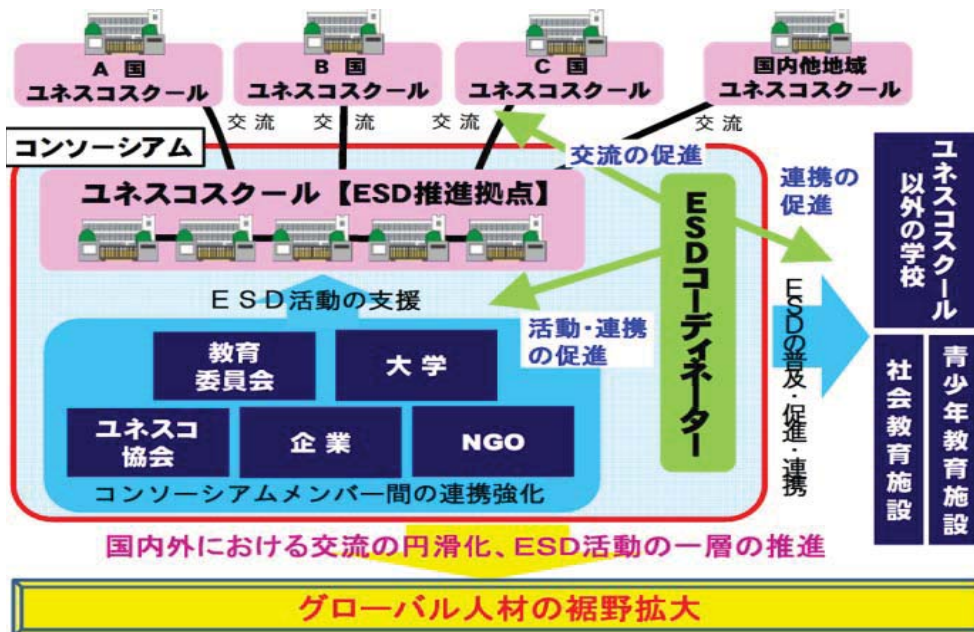 A 国
ユネスコスクール
B 国
ユネスコスクール
C 国
ユネスコスクール
国内他地域
ユネスコスクール
交 流
交 流
交 流
交 流
コンソーシアム
ユネスコスクール【ESD推進拠点】
ESD活動の支援
教育
委員会
大 学
ユネスコ
協会
企 業
NGO
コンソーシアムメンバー間の連携強化
交流の促進
活動・連携
の促進
ESDコーディネーター
連携の
促進
ESDの普及・促進・連携
ユネスコスクール
以外の学校
社会教育施設
青少年教育施設
国内外における交流の円滑化、ESD活動の一層の推進
グローバル人材の裾野拡大